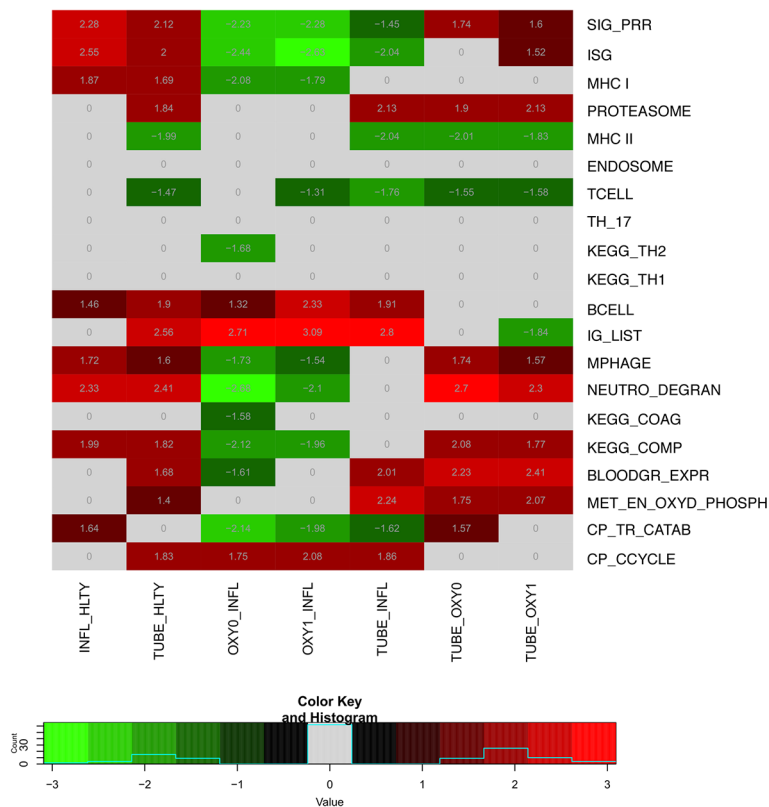 2.28 2.12 −2.23 −2.28 −1.45 1.74 1.6 SIG_PRR
2.55 2 −2.44 −2.04 0 1.52 ISG
1.87 1.69 −2.08 −1.79 0 0 0 MHC I
0 1.84 0 0 2.13 1.9 2.13 PROTEASOME
0 −1.99 0 0 −2.04 −2.01 −1.83 MHC II
0 0 0 0 0 0 0 ENDOSOME
0 −1.47 0 −1.31 −1.76 −1.55 −1.58 TCELL
0 0 0 0 0 0 0 TH_17
0 0 −1.68 0 0 0 0 KEGG_TH2
0 0 0 0 0 0 0 KEGG_TH1
1.46 1.9 1.32 2.33 1.91 0 0 BCELL
0 2.56 2.71 3.09 2.8 0 −1.84 IG_LIST
1.72 1.6 −1.73 −1.54 0 1.74 1.57 MPHAGE
2.33 2.41 −2.1 0 2.7 2.3 NEUTRO_DEGRAN
0 0 −1.58 0 0 0 0 KEGG_COAG
1.99 1.82 −2.12 −1.96 0 2.08 1.77 KEGG_COMP
0 1.68 −1.61 0 2.01 2.23 2.41 BLOODGR_EXPR
0 1.4 0 0 2.24 1.75 2.07 MET_EN_OXYD_PHOSPH
1.64 0 −2.14 −1.98 −1.62 1.57 0 CP_TR_CATAB
0 1.83 1.75 2.08 1.86 0 0 CP_CCYCLE
INFL_HLTY TUBE_HLTY OXY0_INFL OXY1_INFL TUBE_INFL TUBE_OXY0 TUBE_OXY1
Color Key
and Histogram
Count
0 30
−3 −2 −1 0 1 2 3
Value